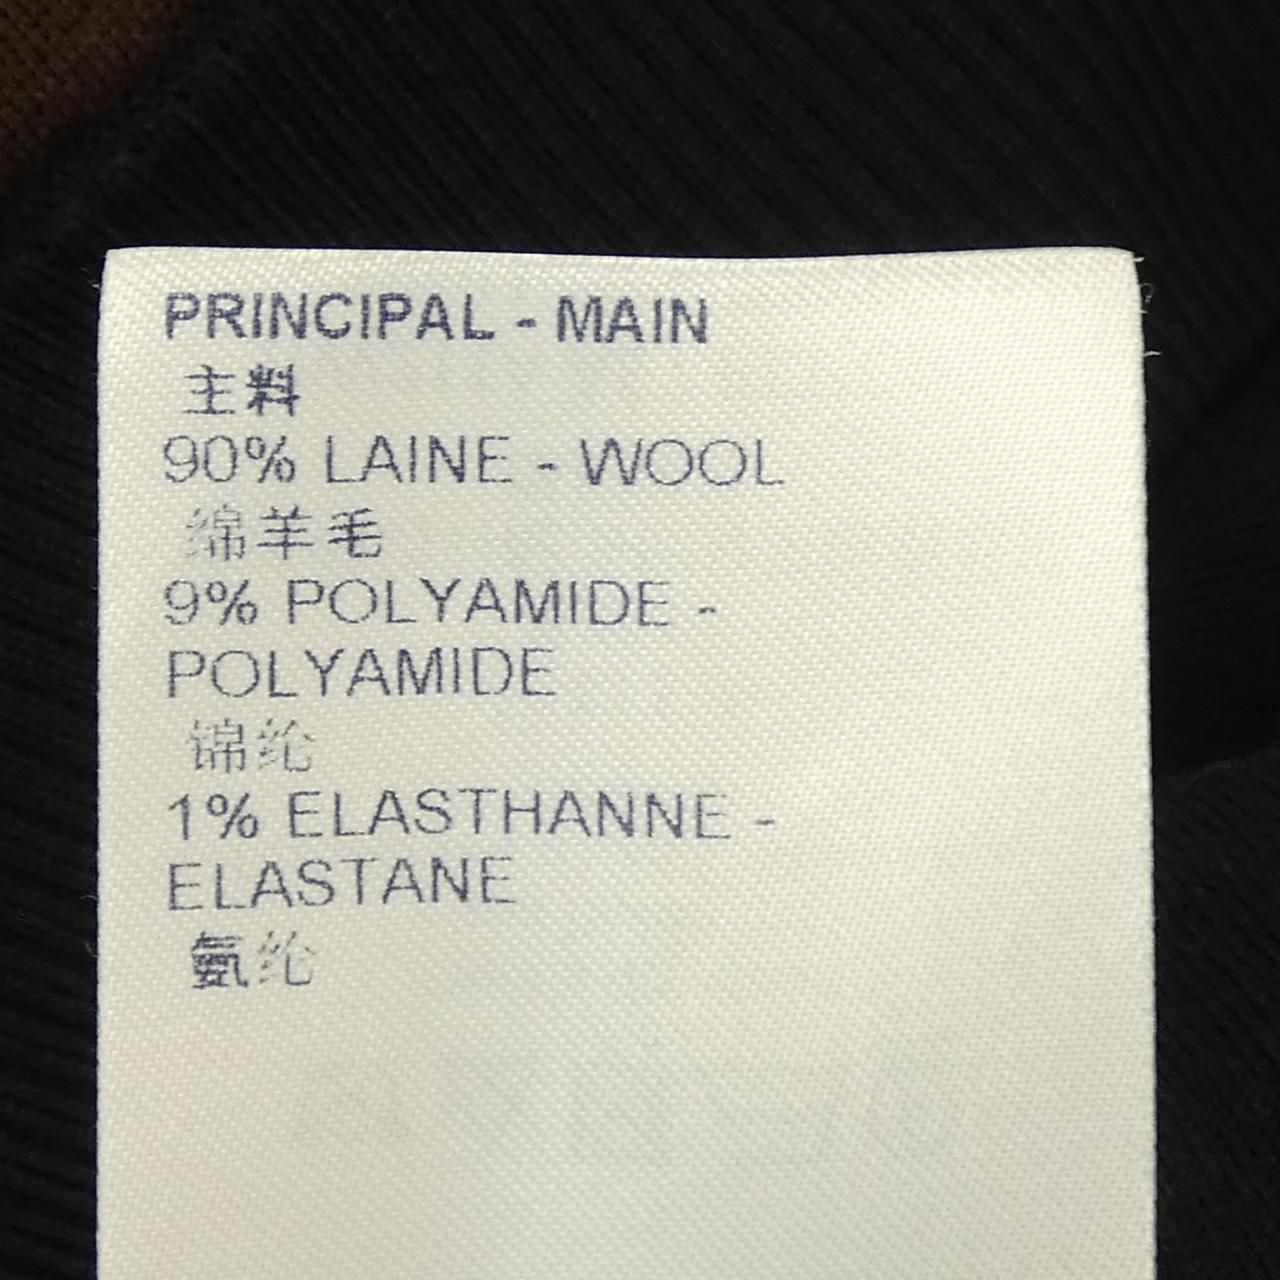 PRINCIPAL - MAIN
主料
90% LAINE - WOOL
绵羊毛
9% POLYAMIDE -
POLYAMIDE
锦纶
1% ELASTHANNE -
ELASTANE
氨纶